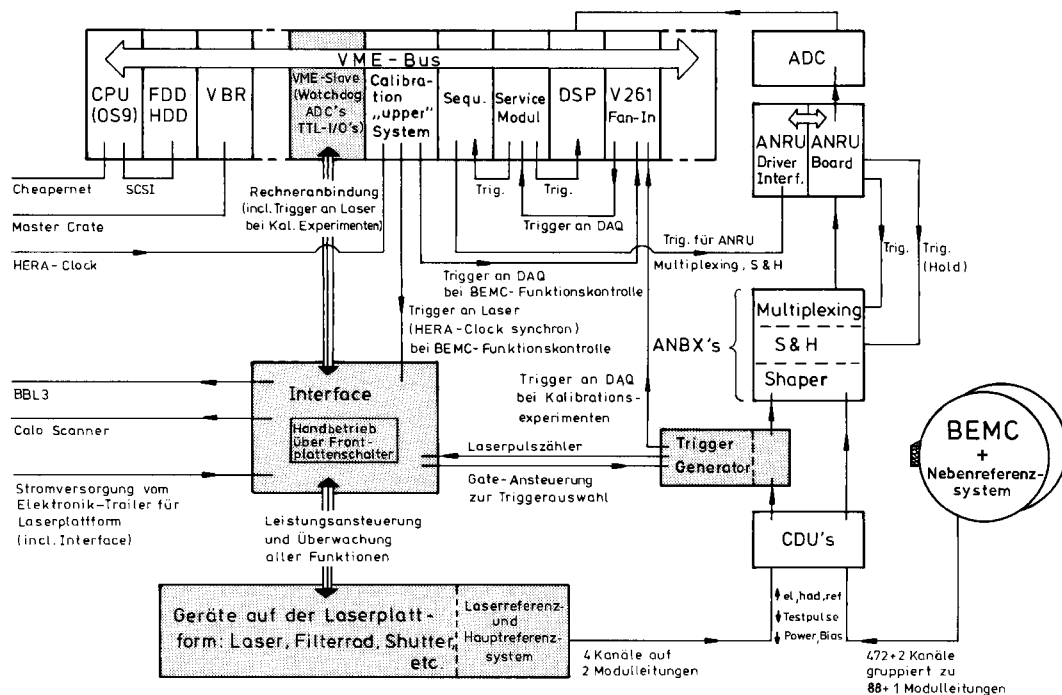 VME-Bus
ADC
CPU
(OS9)
FDD
HDD
VBR
VME-Slave
(Watchdog
ADC's
TTL-I/O's)
Calibra-
tion
„upper"
System
Sequ.
Service
Modul
DSP
V261
Fan-In
ANRU
Driver
Interf.
ANRU
Board
Cheapernet
SCSI
Master Crate
HERA-Clock
Rechneranbindung
(incl. Trigger an Laser
bei Kal. Experimenten)
Trig.
Trig.
Trigger an DAQ
Trig. für ANRU
Multiplexing, S & H
Trig.
Trig.
(Hold)
Trigger an DAQ
bei BEMC-Funktionskontrolle
Trigger an Laser
(HERA-Clock synchron)
bei BEMC-Funktionskontrolle
ANBX's
Multiplexing
S & H
Shaper
Trigger an DAQ
bei Kalibrations-
experimenten
BBL3
Calo Scanner
Interface
Handbetrieb
über Front-
plattenschalter
Laserpulszähler
Gate-Ansteuerung
zur Triggerauswahl
Trigger
Generator
BEMC
+
Nebenreferenz-
system
Stromversorgung vom
Elektronik-Trailer für
Laserplattform
(incl. Interface)
Leistungsansteuerung
und Überwachung
aller Funktionen
CDU's
Geräte auf der Laserplatt-
form: Laser, Filterrad, Shutter,
etc.
Laserreferenz-
und
Hauptreferenz-
system
el, had, ref
Testpulse
Power, Bias
4 Kanäle auf
2 Modulleitungen
472+2 Kanäle
gruppiert zu
88+1 Modulleitungen